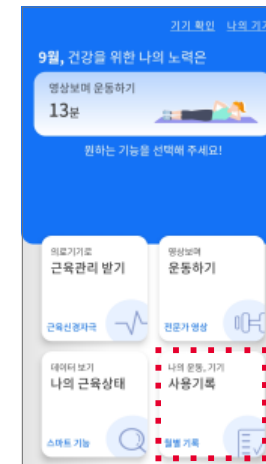 기기 확인 나의 기기
9월, 건강을 위한 나의 노력은
영상보며 운동하기
13분
원하는 기능을 선택해 주세요!
의료기기로
근육관리 받기
근육신경자극
영상보며
운동하기
전문가 영상
데이터 보기
나의 근육상태
스마트 기능
나의 운동, 기기
사용기록
월별 기록